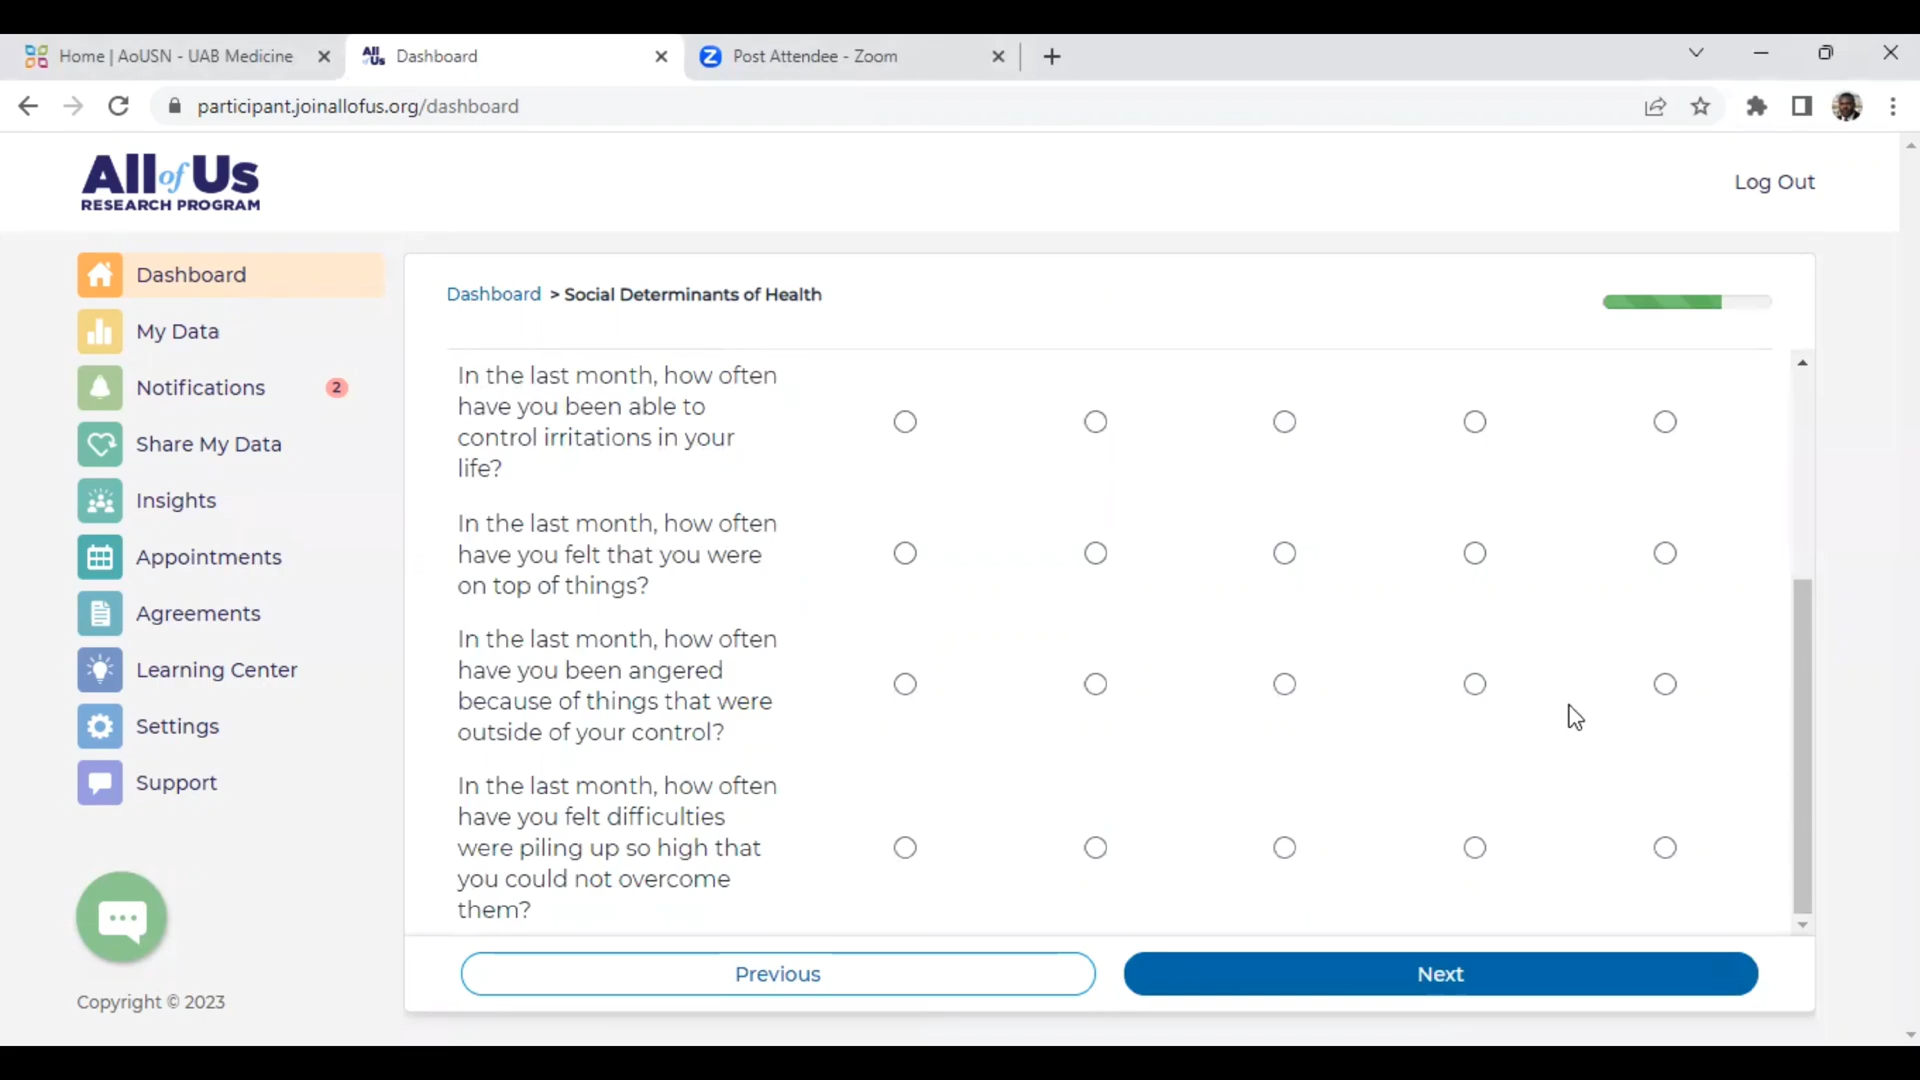 Home | AoUSN - UAB Medicine
All
of Us
Dashboard
Z
Post Attendee - Zoom
participant.joinallofus.org/dashboard
All of Us
RESEARCH PROGRAM
Log Out
Dashboard
My Data
Notifications
2
Share My Data
Insights
Appointments
Agreements
Learning Center
Settings
Support
Copyright © 2023
Dashboard > Social Determinants of Health
In the last month, how often
have you been able to
control irritations in your
life?
In the last month, how often
have you felt that you were
on top of things?
In the last month, how often
have you been angered
because of things that were
outside of your control?
In the last month, how often
have you felt difficulties
were piling up so high that
you could not overcome
them?
Previous
Next